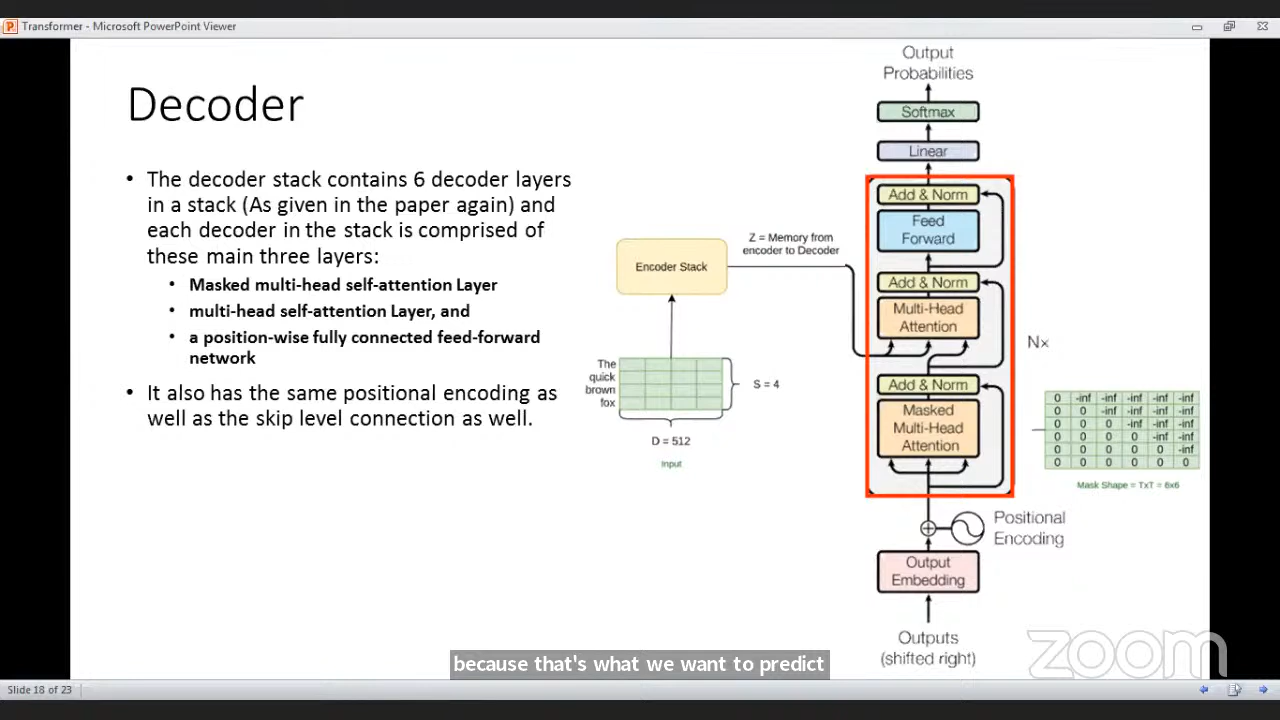 Transformer - Microsoft PowerPoint Viewer
Decoder
• The decoder stack contains 6 decoder layers
in a stack (As given in the paper again) and
each decoder in the stack is comprised of
these main three layers:
• Masked multi-head self-attention Layer
• multi-head self-attention Layer, and
• a position-wise fully connected feed-forward
network
• It also has the same positional encoding as
well as the skip level connection as well.
Encoder Stack
Z = Memory from
encoder to Decoder
The
quick
brown
fox
S = 4
D = 512
Input
Output
Probabilities
Softmax
Linear
Add & Norm
Feed
Forward
Add & Norm
Multi-Head
Attention
Nx
Add & Norm
Masked
Multi-Head
Attention
0 -inf -inf -inf -inf -inf
0 0 -inf -inf -inf -inf
0 0 0 -inf -inf -inf
0 0 0 0 -inf -inf
0 0 0 0 0 -inf
0 0 0 0 0 0
Mask Shape = TxT = 6x6
Positional
Encoding
Output
Embedding
Outputs
(shifted right)
zoom
because that's what we want to predict
Slide 18 of 23